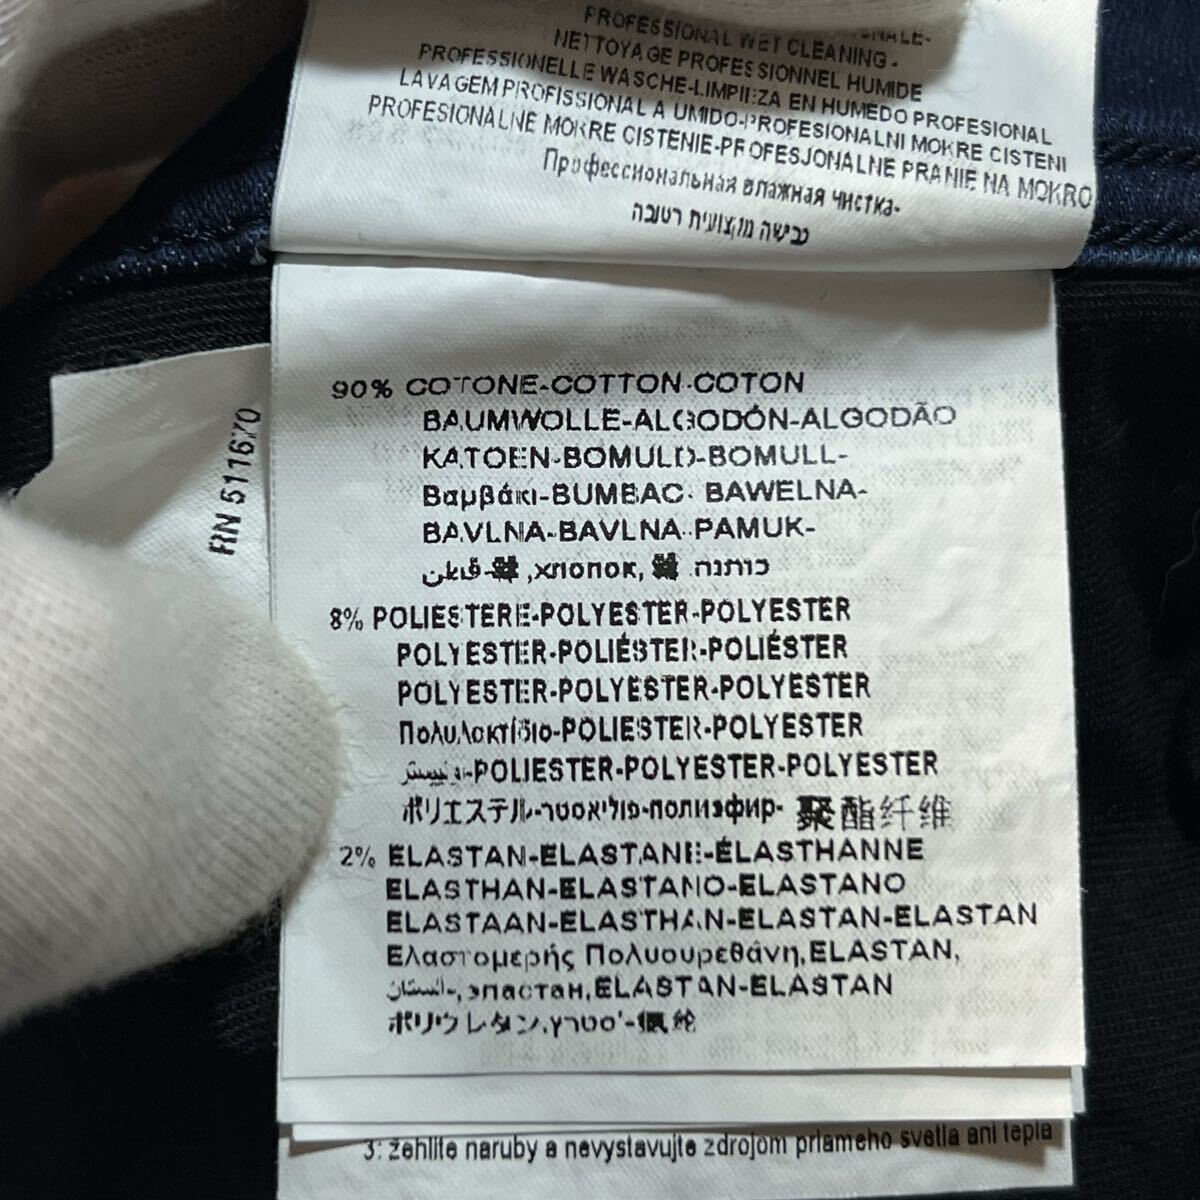 PROFESSIONAL WET CLEANING-
NETTOYAGE PROFESSIONNEL HUMIDE
PROFESSIONELLE WASCHE-LIMPIEZA EN HUMEDO PROFESIONAL
LAVAGEM PROFISSIONAL A UMIDO-PROFESIONALNI MOKRE CISTENI
PROFESIONALNE MOKRE CISTENIE-PROFESJONALNE PRANIE NA MOKRO
Профессиональная влажная чистка-
כביסה מקצועית רטובה
90% COTONE-COTTON-COTON
BAUMWOLLE-ALGODÓN-ALGODÃO
KATOEN-BOMULD-BOMULL-
Βαμβάκι-BUMBAC- BAWELNA-
BAVLNA-BAVLNA-PAMUK-
хлопок, 綿 כותנה
8% POLIESTERE-POLYESTER-POLYESTER
POLYESTER-POLIÉSTER-POLIÉSTER
POLYESTER-POLYESTER-POLYESTER
POLIESTER-POLYESTER
-POLIESTER-POLYESTER-POLYESTER
ポリエステル-полиэфир- 聚酯纤维
2% ELASTAN-ELASTANE-ÉLASTHANNE
ELASTHAN-ELASTANO-ELASTANO
ELASTAAN-ELASTHAN-ELASTAN-ELASTAN
Ελαστομερής Πολυουρεθάνη,ELASTAN,
эластан,ELASTAN-ELASTAN
ポリウレタン
RN 511670
3: žehlite naruby a nevystavujte zdrojom priameho svetla ani tepla